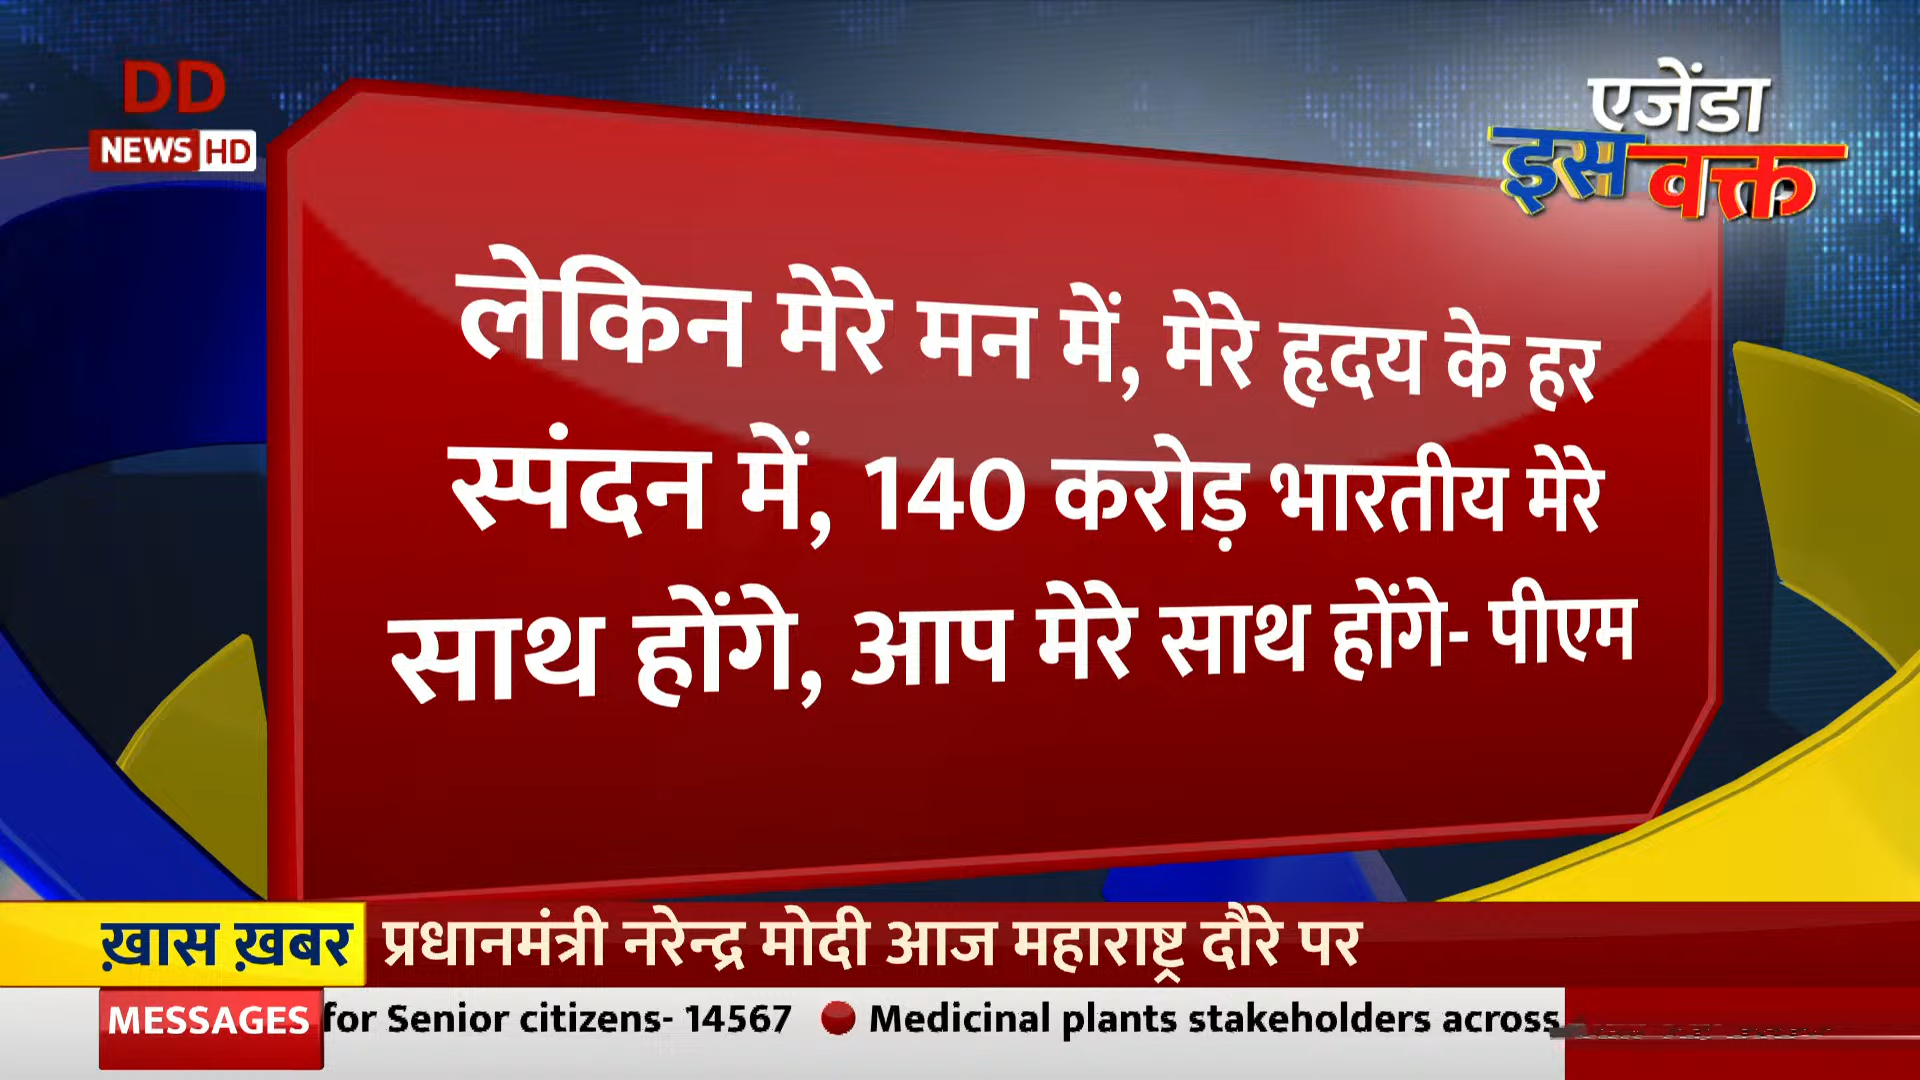 DD
NEWS HD
एजेंडा
इस वक्त
लेकिन मेरे मन में, मेरे हृदय के हर
स्पंदन में, 140 करोड़ भारतीय मेरे
साथ होंगे, आप मेरे साथ होंगे- पीएम
ख़ास ख़बर
प्रधानमंत्री नरेन्द्र मोदी आज महाराष्ट्र दौरे पर
MESSAGES
for Senior citizens- 14567
Medicinal plants stakeholders across